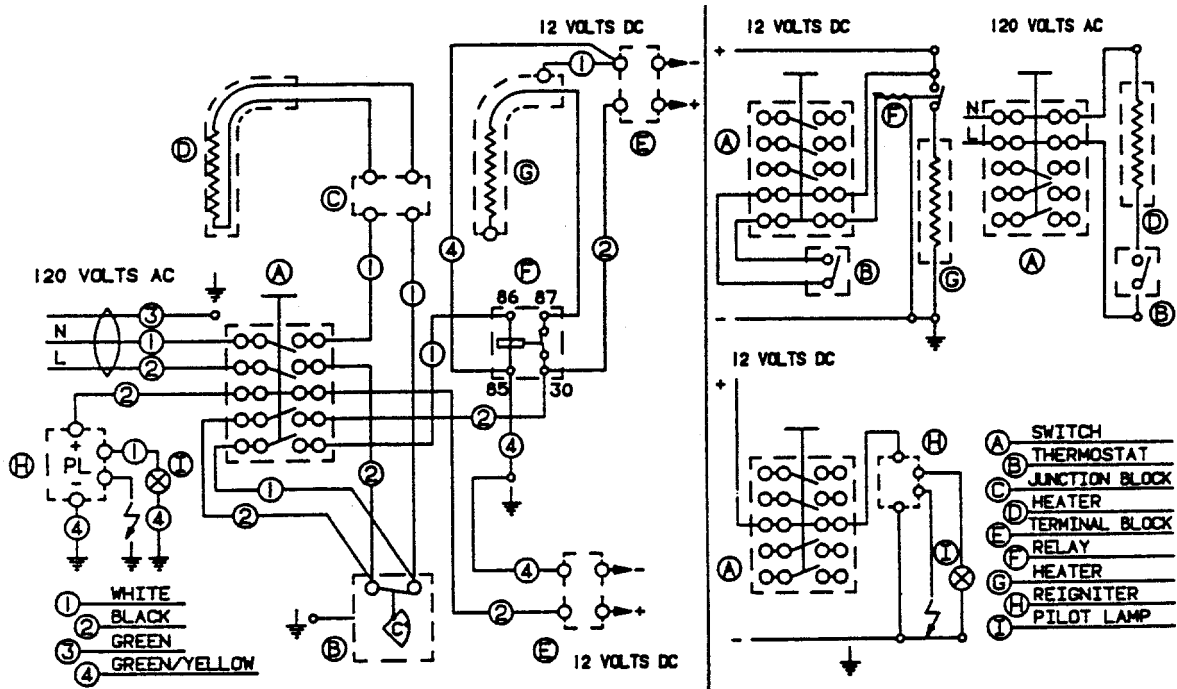 12 VOLTS DC
1
-
+
D
E
C
G
4
2
A
1
1
F
120 VOLTS AC
86 87
3
N 1
L 2
1
85 30
2
2
4
+
H PL 1 I
-
2
1
4 4
2
4 -
2 +
C
B
E
12 VOLTS DC
1 WHITE
2 BLACK
3 GREEN
4 GREEN/YELLOW
12 VOLTS DC
+
F
A
B
G
-
120 VOLTS AC
N
L
D
A
B
12 VOLTS DC
+
H
I
A
-
A SWITCH
B THERMOSTAT
C JUNCTION BLOCK
D HEATER
E TERMINAL BLOCK
F RELAY
G HEATER
H REIGNITER
I PILOT LAMP